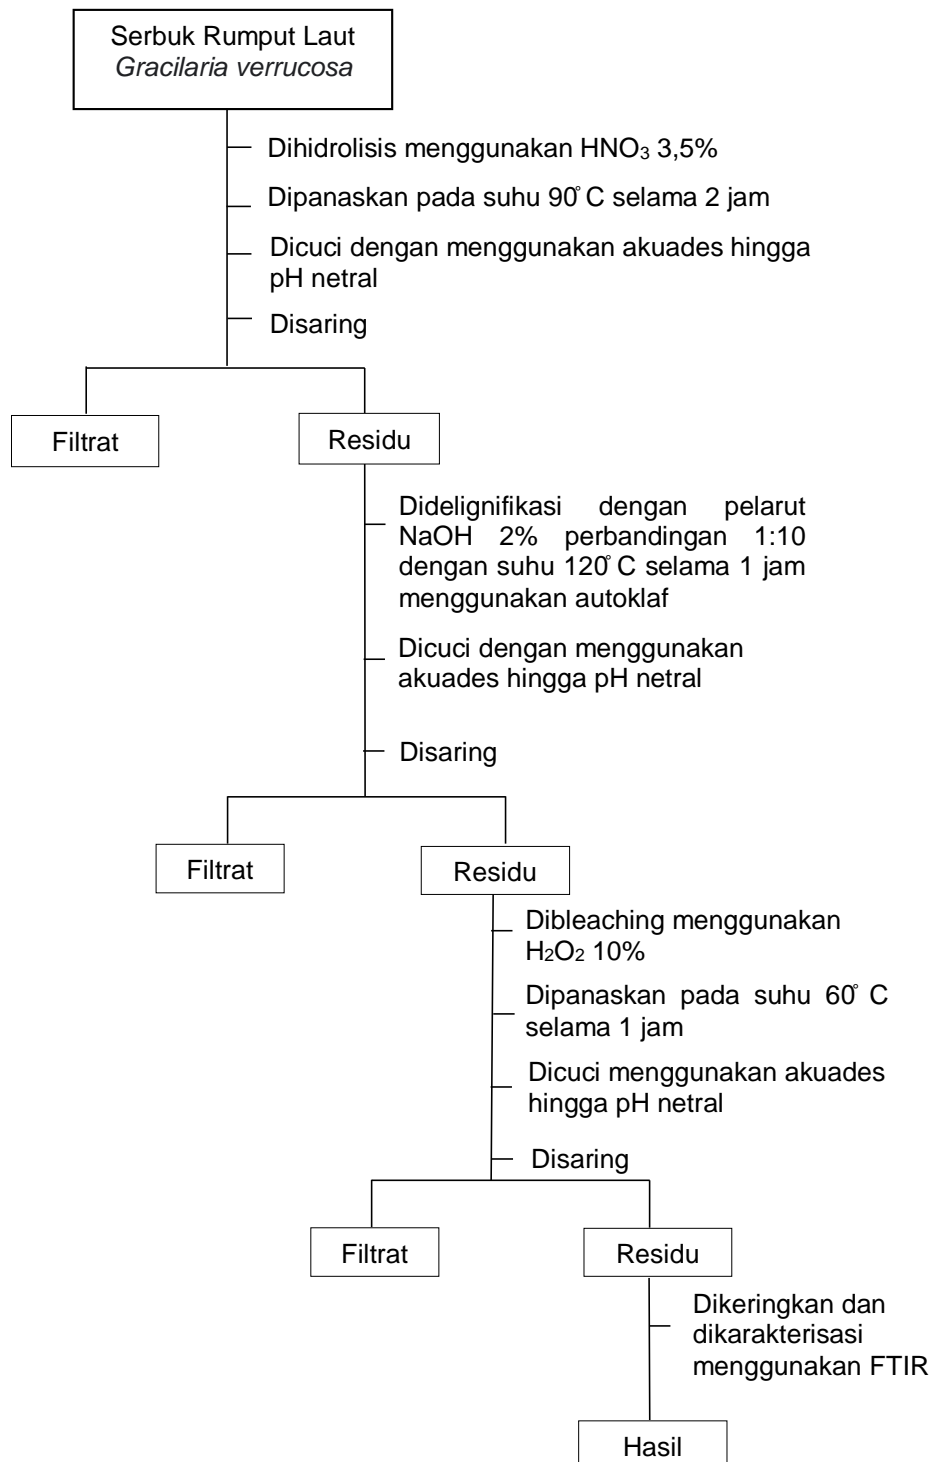 Serbuk Rumput Laut
Gracilaria verrucosa
Dihidrolisis menggunakan HNO₃ 3,5%
Dipanaskan pada suhu 90° C selama 2 jam
Dicuci dengan menggunakan akuades hingga
pH netral
Disaring
Filtrat
Residu
Didelignifikasi dengan pelarut
NaOH 2% perbandingan 1:10
dengan suhu 120° C selama 1 jam
menggunakan autoklaf
Dicuci dengan menggunakan
akuades hingga pH netral
Disaring
Filtrat
Residu
Dibleaching menggunakan
H₂O₂ 10%
Dipanaskan pada suhu 60° C
selama 1 jam
Dicuci menggunakan akuades
hingga pH netral
Disaring
Filtrat
Residu
Dikeringkan dan
dikarakterisasi
menggunakan FTIR
Hasil